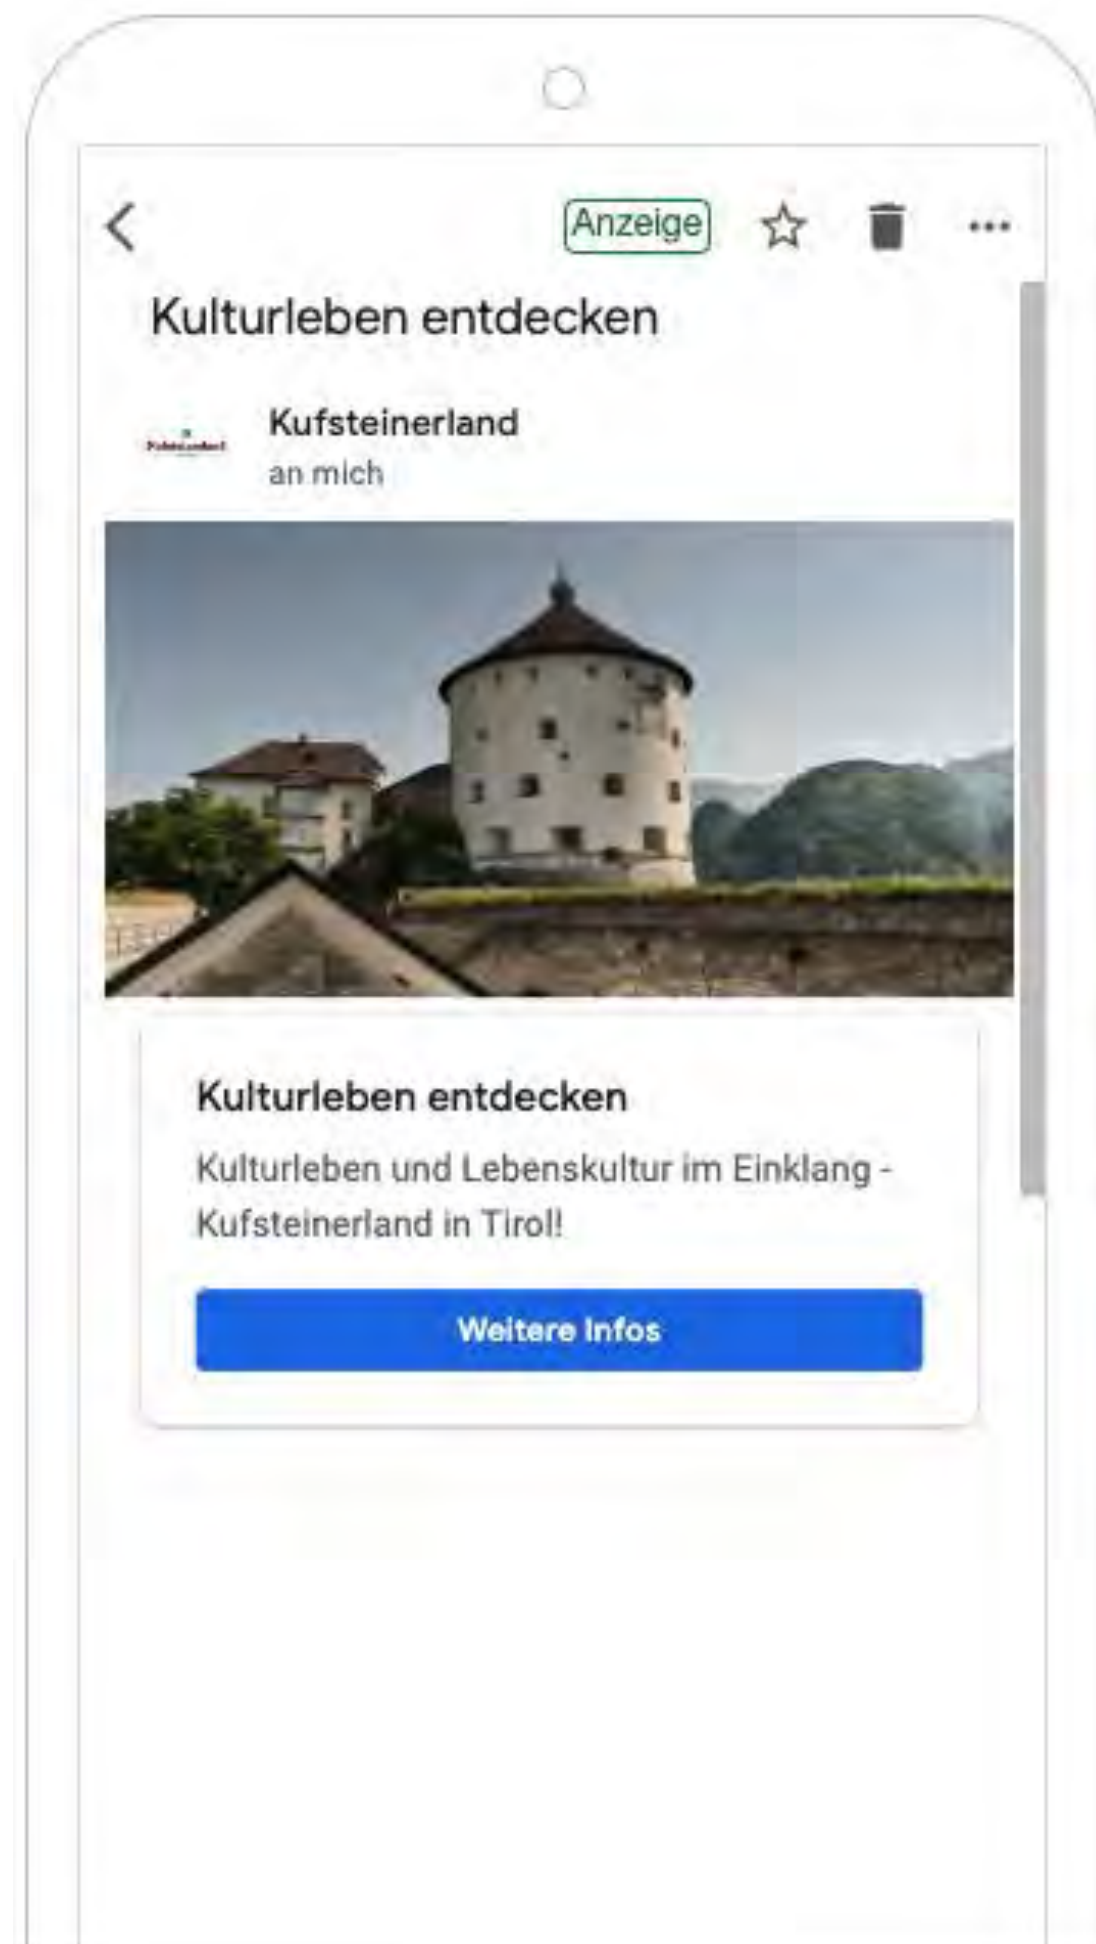 Anzeige
Kulturleben entdecken
Kufsteinerland
an mich
Kulturleben entdecken
Kulturleben und Lebenskultur im Einklang -
Kufsteinerland in Tirol!
Weitere Infos